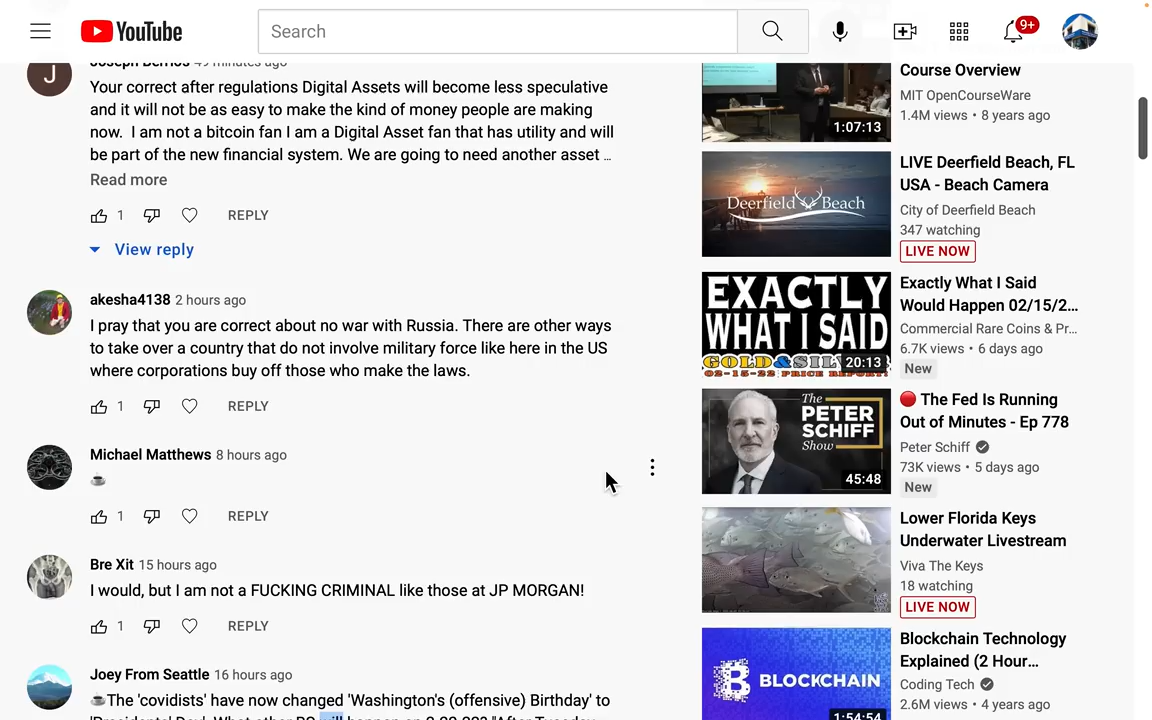 YouTube
Search
9+
Joseph Berrios 49 minutes ago
Your correct after regulations Digital Assets will become less speculative
and it will not be as easy to make the kind of money people are making
now. I am not a bitcoin fan I am a Digital Asset fan that has utility and will
be part of the new financial system. We are going to need another asset ...
Read more
1 REPLY
View reply
akesha4138 2 hours ago
I pray that you are correct about no war with Russia. There are other ways
to take over a country that do not involve military force like here in the US
where corporations buy off those who make the laws.
1 REPLY
Michael Matthews 8 hours ago
1 REPLY
Bre Xit 15 hours ago
I would, but I am not a FUCKING CRIMINAL like those at JP MORGAN!
1 REPLY
Joey From Seattle 16 hours ago
The 'covidists' have now changed 'Washington's (offensive) Birthday' to
J
Course Overview
MIT OpenCourseWare
1.4M views • 8 years ago
1:07:13
Deerfield Beach
LIVE Deerfield Beach, FL
USA - Beach Camera
City of Deerfield Beach
347 watching
LIVE NOW
EXACTLY
WHAT I SAID
GOLD & SIL
02-15-22 PRICE REPORT!
20:13
Exactly What I Said
Would Happen 02/15/2...
Commercial Rare Coins & Pr...
6.7K views • 6 days ago
New
The
PETER
SCHIFF
Show
45:48
The Fed Is Running
Out of Minutes - Ep 778
Peter Schiff
73K views • 5 days ago
New
Lower Florida Keys
Underwater Livestream
Viva The Keys
18 watching
LIVE NOW
BLOCKCHAIN
1:54:54
Blockchain Technology
Explained (2 Hour...
Coding Tech
2.6M views • 4 years ago